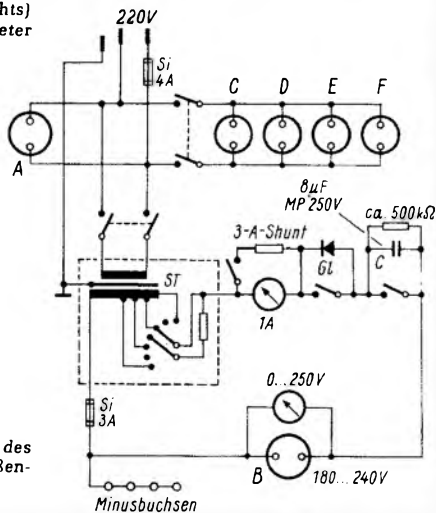 hts)
eter
220V
Si
4A
A
C D E F
8µF
MP 250V
ca. 500kΩ
3-A-Shunt
Gl
C
ST
1A
Si
3A
0...250V
B
180...240V
des
ßen-
Minusbuchsen